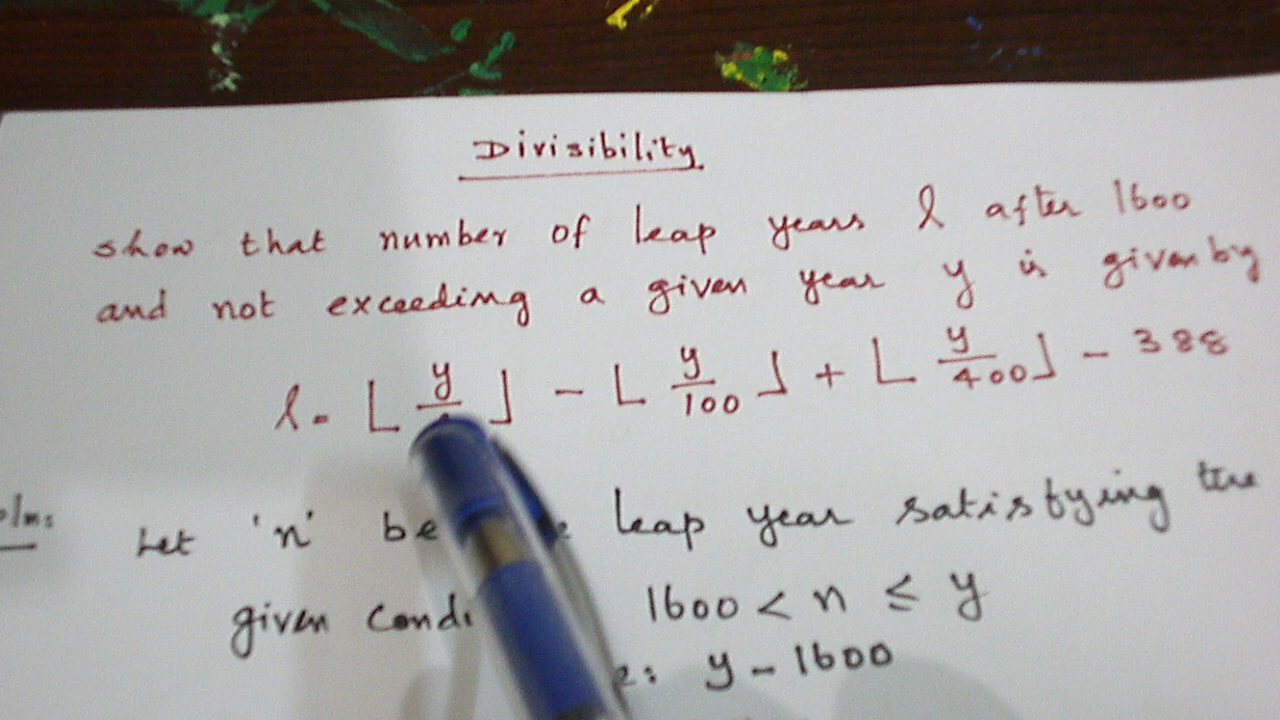 Divisibility
show that number of leap years l after 1600
and not exceeding a given year y is given by
l = ⌊ y/ ⌋ - ⌊ y/100 ⌋ + ⌊ y/400 ⌋ - 388
Let 'n' be leap year satisfying the
given 1600 < n ≤ y
y - 1600